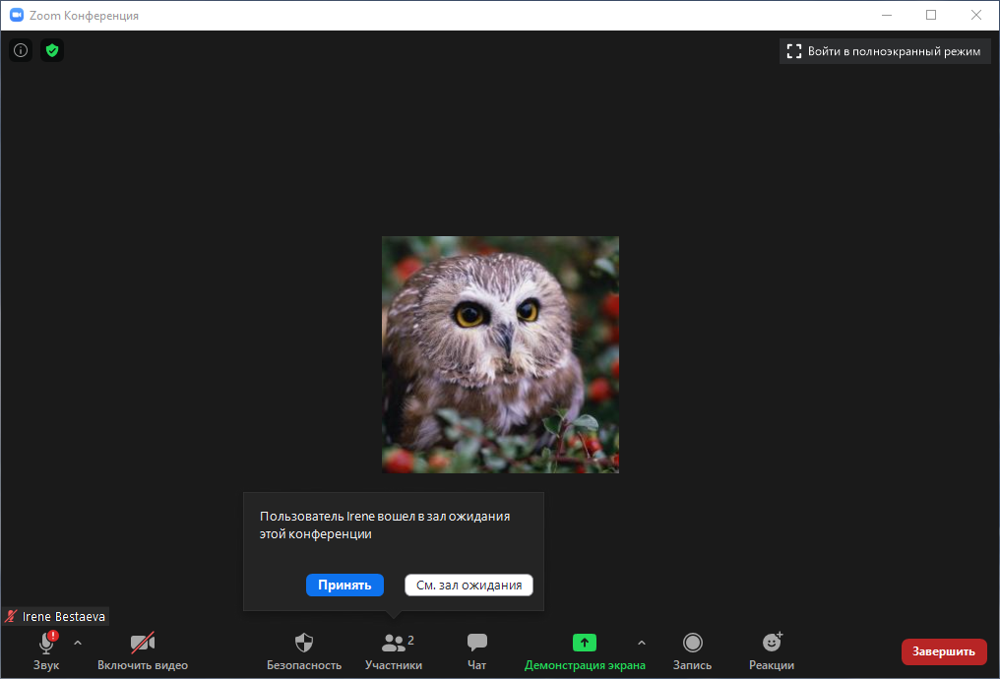 Zoom Конференция
Войти в полноэкранный режим
Пользователь Irene вошел в зал ожидания
этой конференции
Принять
См. зал ожидания
Irene Bestaeva
2
Звук
Включить видео
Безопасность
Участники
Чат
Демонстрация экрана
Запись
Реакции
Завершить